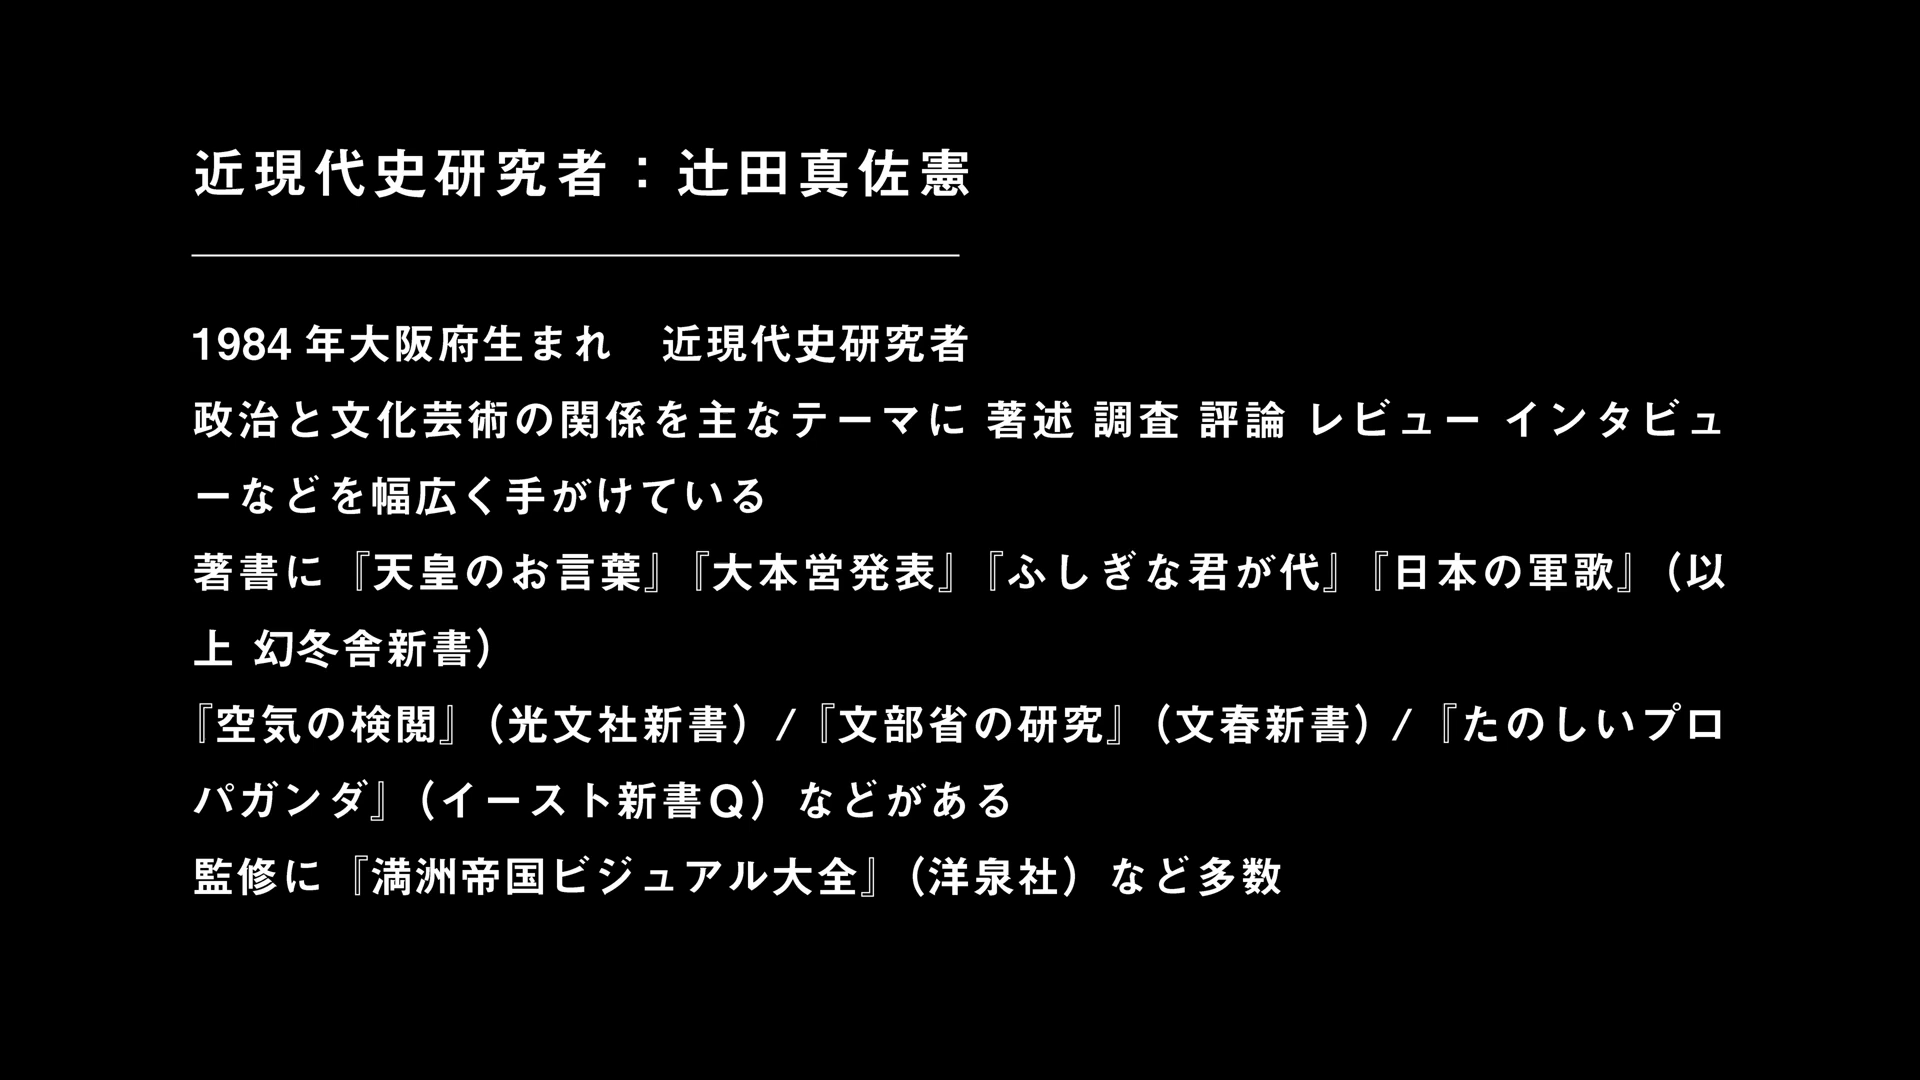 近現代史研究者：辻田真佐憲
1984 年大阪府生まれ　近現代史研究者
政治と文化芸術の関係を主なテーマに 著述 調査 評論 レビュー インタビュ
ーなどを幅広く手がけている
著書に『天皇のお言葉』『大本営発表』『ふしぎな君が代』『日本の軍歌』（以
上 幻冬舎新書）
『空気の検閲』（光文社新書）/『文部省の研究』（文春新書）/『たのしいプロ
パガンダ』（イースト新書Q）などがある
監修に『満洲帝国ビジュアル大全』（洋泉社）など多数